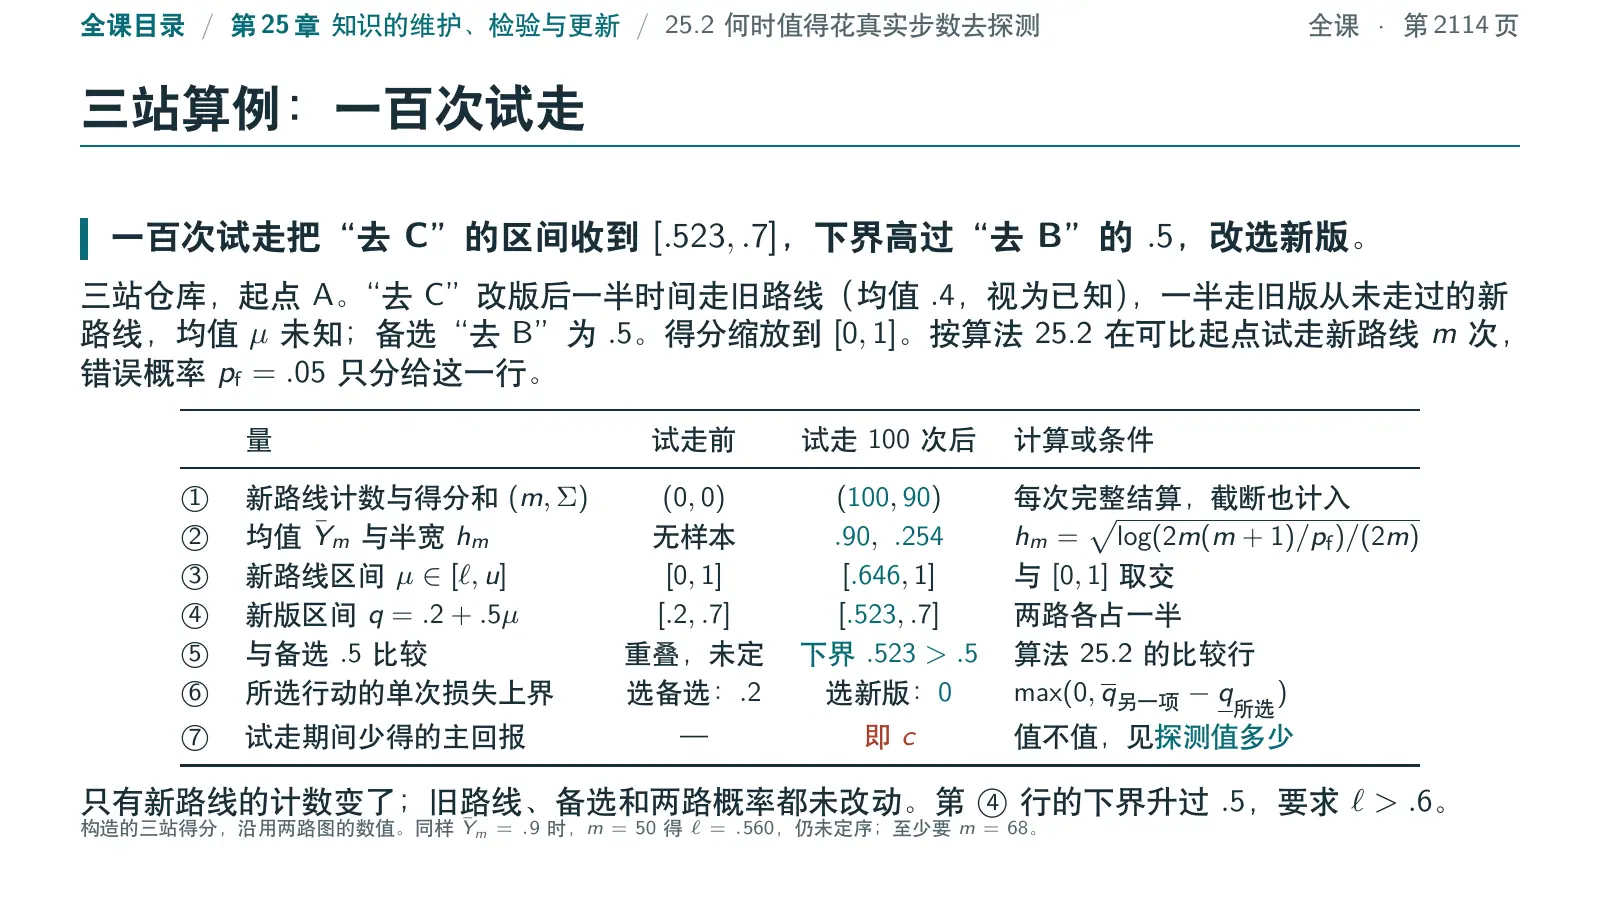 全课目录 / 第 25 章 知识的维护、检验与更新 / 25.2 何时值得花真实步数去探测
全课 · 第 2114 页
三站算例：一百次试走
一百次试走把“去 C”的区间收到 [.523, .7]，下界高过“去 B”的 .5，改选新版。
三站仓库，起点 A。“去 C”改版后一半时间走旧路线（均值 .4，视为已知），一半走旧版从未走过的新
路线，均值 μ 未知；备选“去 B”为 .5。得分缩放到 [0, 1]。按算法 25.2 在可比起点试走新路线 m 次，
错误概率 p_f = .05 只分给这一行。
量 试走前 试走 100 次后 计算或条件
① 新路线计数与得分和 (m, Σ) (0, 0) (100, 90) 每次完整结算，截断也计入
② 均值 Ȳ_m 与半宽 h_m 无样本 .90, .254 h_m = √log(2m(m + 1)/p_f)/(2m)
③ 新路线区间 μ ∈ [ℓ, u] [0, 1] [.646, 1] 与 [0, 1] 取交
④ 新版区间 q = .2 + .5μ [.2, .7] [.523, .7] 两路各占一半
⑤ 与备选 .5 比较 重叠，未定 下界 .523 > .5 算法 25.2 的比较行
⑥ 所选行动的单次损失上界 选备选：.2 选新版：0 max(0, q̅_另一项 − q̲_所选)
⑦ 试走期间少得的主回报 — 即 c 值不值，见探测值多少
只有新路线的计数变了；旧路线、备选和两路概率都未改动。第 ④ 行的下界升过 .5，要求 ℓ > .6。
构造的三站得分，沿用两路图的数值。同样 Ȳ_m = .9 时，m = 50 得 ℓ = .560，仍未定序；至少要 m = 68。